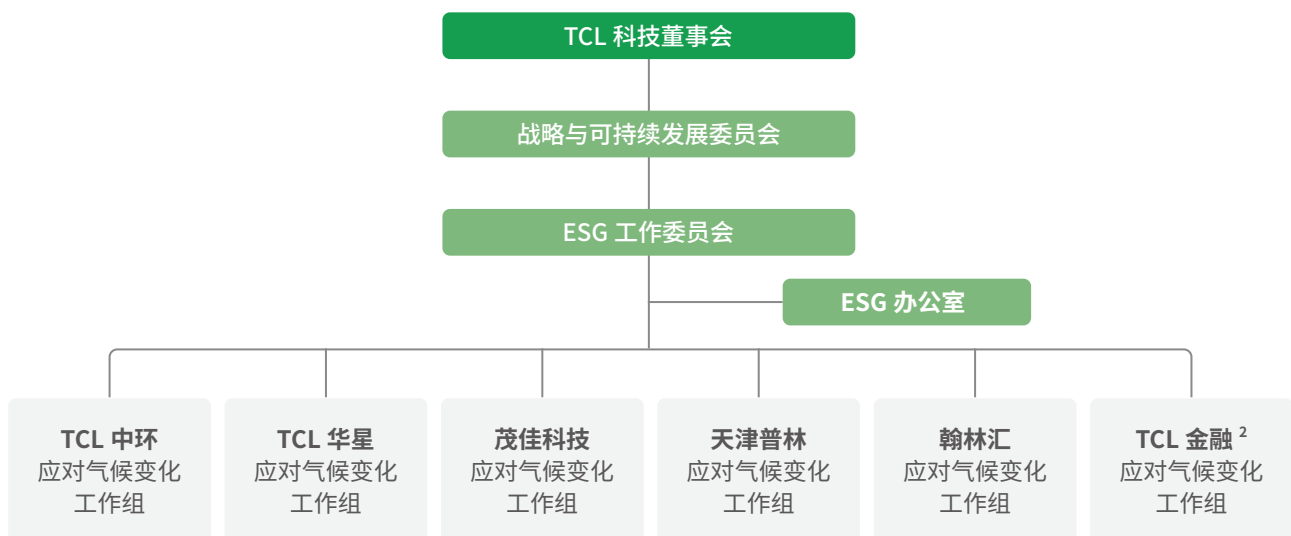 TCL 科技董事会
战略与可持续发展委员会
ESG 工作委员会
ESG 办公室
TCL 中环
应对气候变化
工作组
TCL 华星
应对气候变化
工作组
茂佳科技
应对气候变化
工作组
天津普林
应对气候变化
工作组
翰林汇
应对气候变化
工作组
TCL 金融 2
应对气候变化
工作组